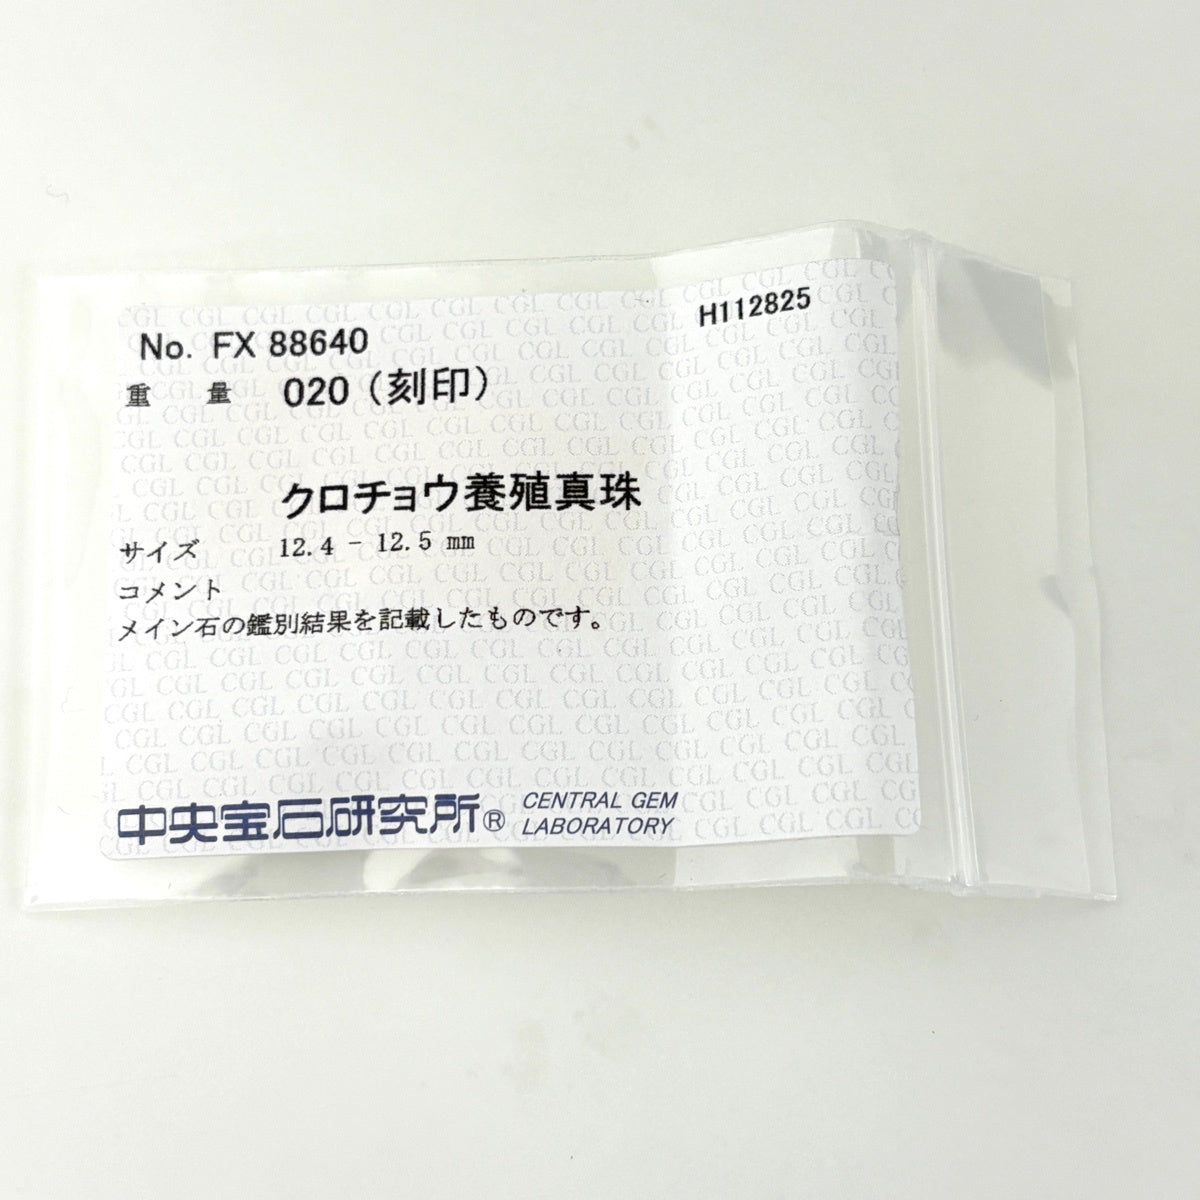 H112825
No. FX 88640
重 量 020 (刻印)
クロチョウ養殖真珠
サイズ 12.4 - 12.5 mm
コメント
メイン石の鑑別結果を記載したものです。
中央宝石研究所® CENTRAL GEM
LABORATORY